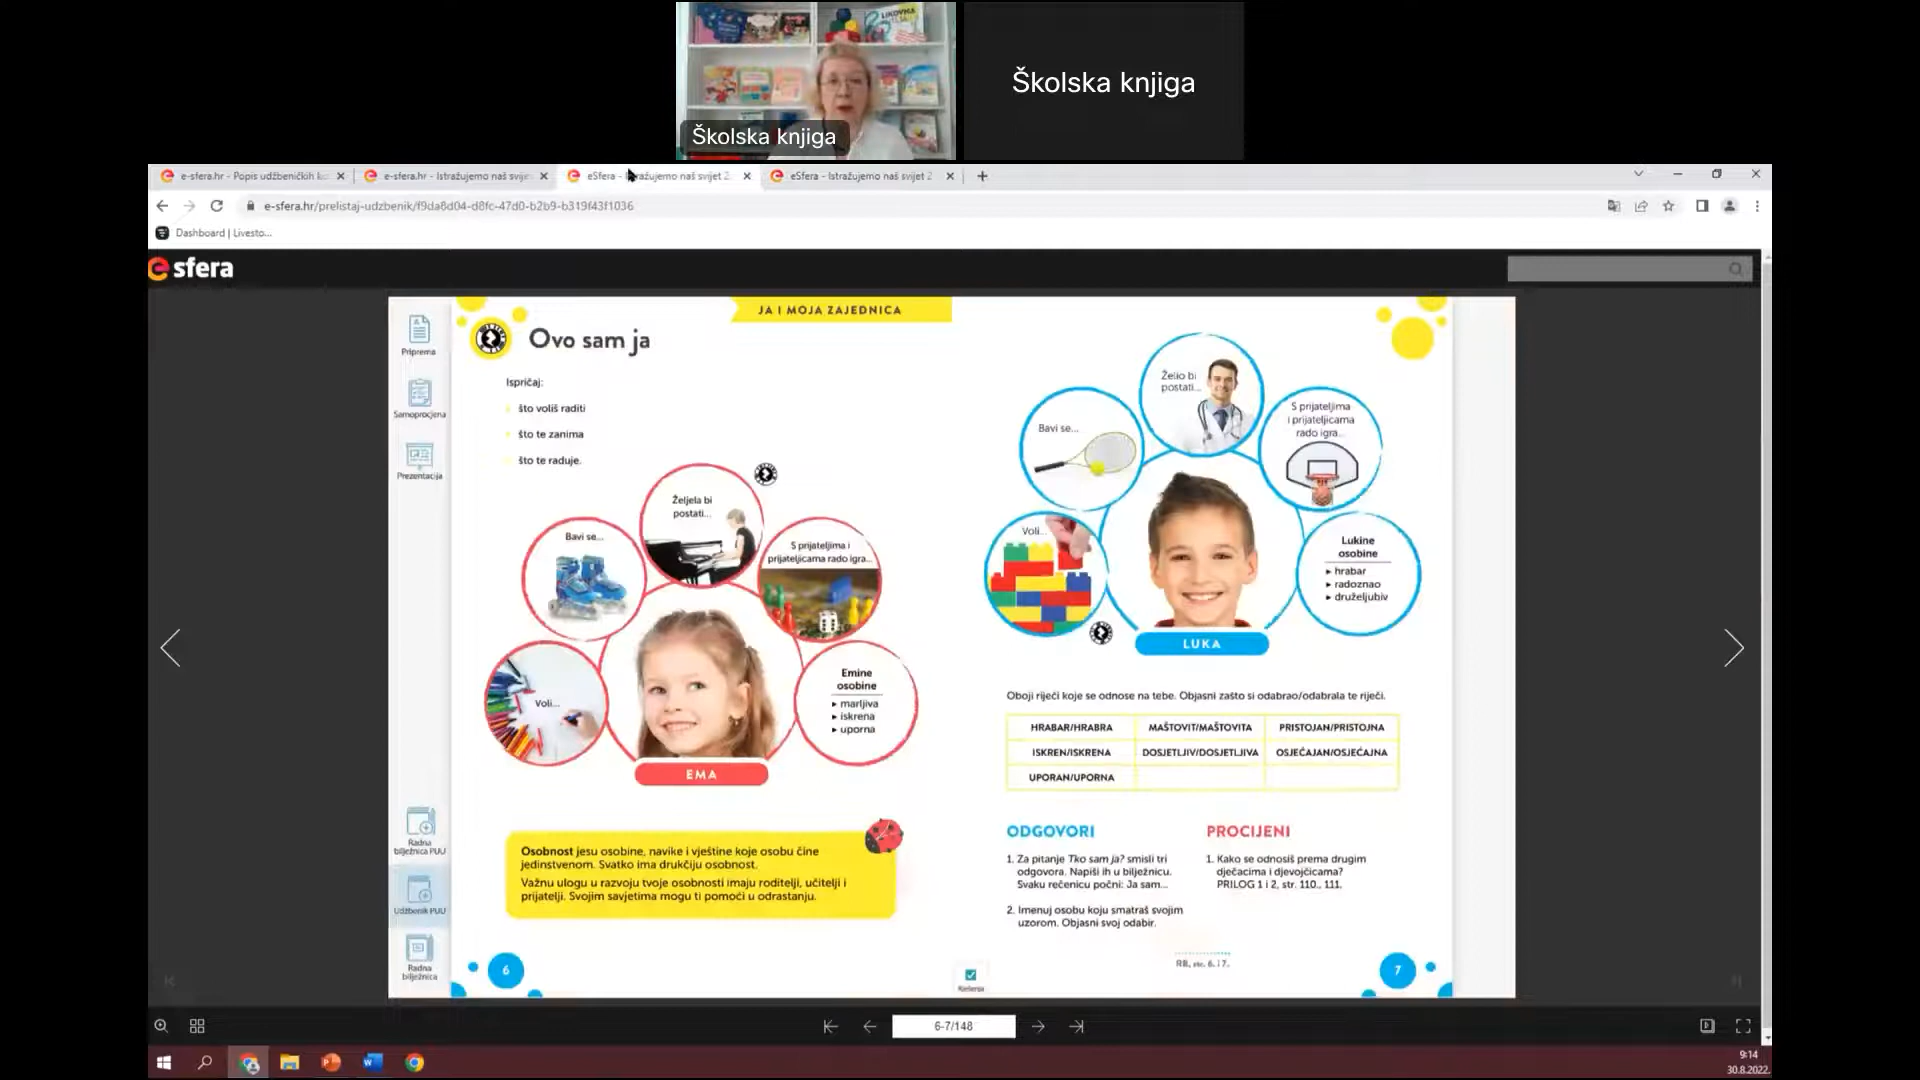 LIKOVNA
Školska knjiga
Školska knjiga
e-sfera.hr - Popis udžbeničkih
e-sfera.hr - Istražujemo naš svije
eSfera - Istražujemo naš svijet 2
eSfera - Istražujemo naš svijet 2
e-sfera.hr/prelistaj-udzbenik/f9da8d04-d8fc-47d0-b2b9-b319f43f1036
Dashboard | Livesto...
e sfera
Priprema
Samoprocjena
Prezentacija
Radna
bilježnica PUU
Udžbenik PUU
Radna
bilježnica
JA I MOJA ZAJEDNICA
Ovo sam ja
Ispričaj:
što voliš raditi
što te zanima
što te raduje.
Željela bi
postati...
Bavi se...
S prijateljima i
prijateljicama rado igra...
Voli...
Emine
osobine
▸ marljiva
▸ iskrena
▸ uporna
EMA
Osobnost jesu osobine, navike i vještine koje osobu čine
jedinstvenom. Svatko ima drukčiju osobnost.
Važnu ulogu u razvoju tvoje osobnosti imaju roditelji, učitelji i
prijatelji. Svojim savjetima mogu ti pomoći u odrastanju.
6
Želio bi
postati...
Bavi se...
S prijateljima
i prijateljicama
rado igra...
Voli...
Lukine
osobine
▸ hrabar
▸ radoznao
▸ druželjubiv
LUKA
Oboji riječi koje se odnose na tebe. Objasni zašto si odabrao/odabrala te riječi.
HRABAR/HRABRA MAŠTOVIT/MAŠTOVITA PRISTOJAN/PRISTOJNA
ISKREN/ISKRENA DOSJETLJIV/DOSJETLJIVA OSJEĆAJAN/OSJEĆAJNA
UPORAN/UPORNA
ODGOVORI
1. Za pitanje Tko sam ja? smisli tri
odgovora. Napiši ih u bilježnicu.
Svaku rečenicu počni: Ja sam...
2. Imenuj osobu koju smatraš svojim
uzorom. Objasni svoj odabir.
PROCIJENI
1. Kako se odnosiš prema drugim
dječacima i djevojčicama?
PRILOG 1 i 2, str. 110., 111.
RB, str. 6. i 7.
7
Rješenja
6-7/148
9:14
30.8.2022.